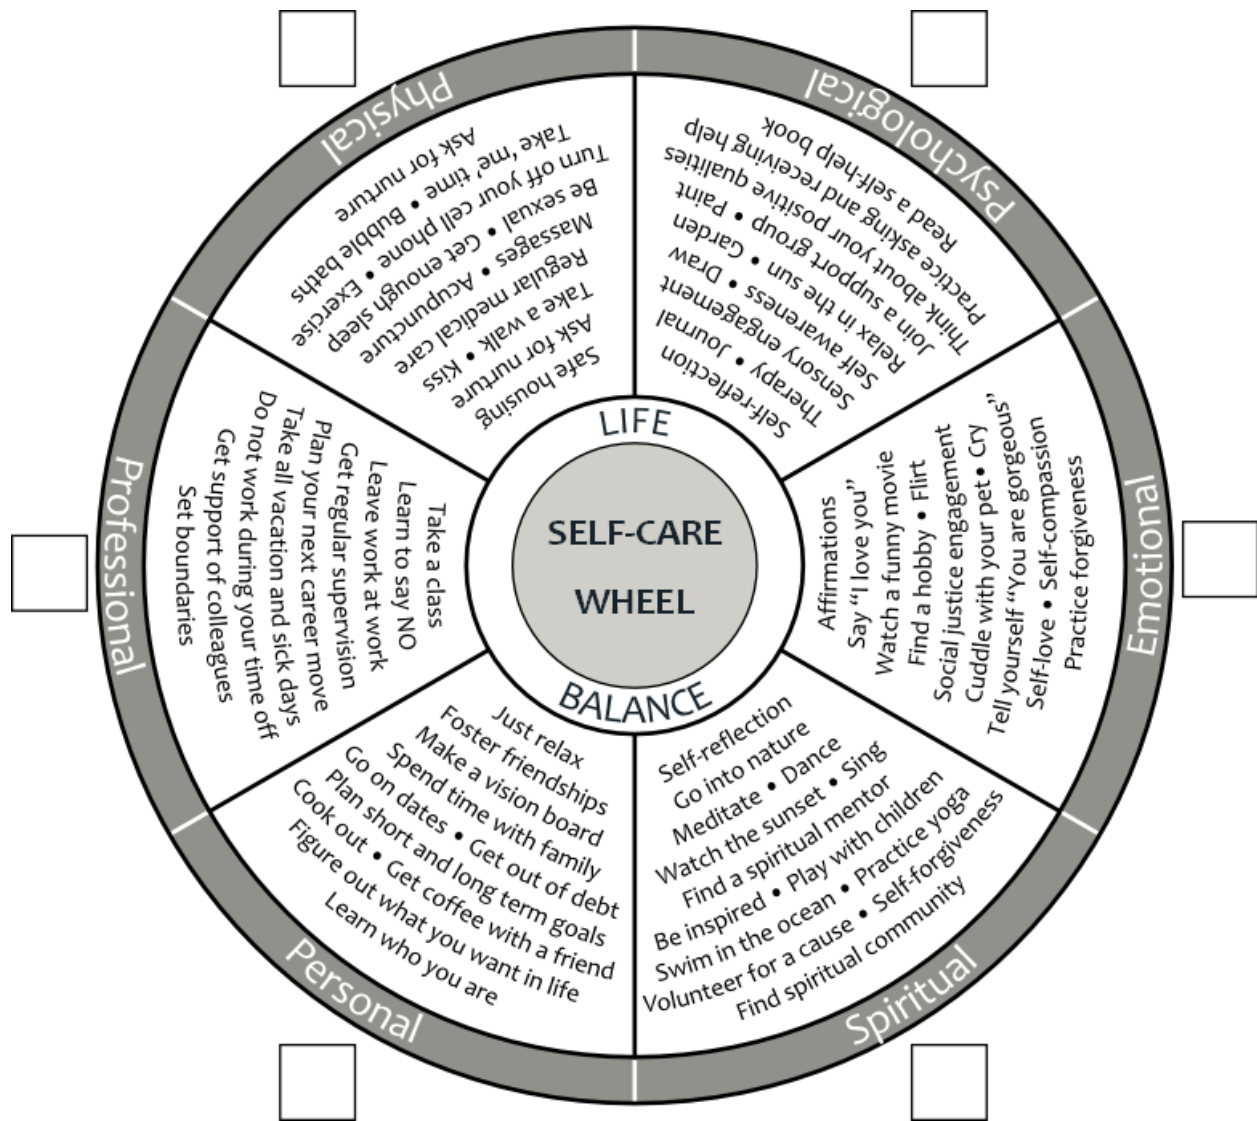 Physical
Safe housing
Ask for nurture
Take a walk • Kiss
Regular medical care
Massages • Acupuncture
Be sexual • Get enough sleep
Turn off your cell phone • Exercise
Take ‘me’ time • Bubble baths
Ask for nurture
Psychological
Self-reflection
Therapy • Journal
Sensory engagement
Self awareness • Draw
Relax in the sun • Garden
Join a support group • Paint
Think about your positive qualities
Practice asking and receiving help
Read a self-help book
Emotional
Affirmations
Say “I love you”
Watch a funny movie
Find a hobby • Flirt
Social justice engagement
Cuddle with your pet • Cry
Tell yourself “You are gorgeous”
Self-love • Self-compassion
Practice forgiveness
Spiritual
Self-reflection
Go into nature
Meditate • Dance
Watch the sunset • Sing
Find a spiritual mentor
Be inspired • Play with children
Swim in the ocean • Practice yoga
Volunteer for a cause • Self-forgiveness
Find spiritual community
Personal
Just relax
Foster friendships
Make a vision board
Spend time with family
Go on dates • Get out of debt
Plan short and long term goals
Cook out • Get coffee with a friend
Figure out what you want in life
Learn who you are
Professional
Take a class
Learn to say NO
Leave work at work
Get regular supervision
Plan your next career move
Take all vacation and sick days
Do not work during your time off
Get support of colleagues
Set boundaries
LIFE
SELF-CARE
WHEEL
BALANCE